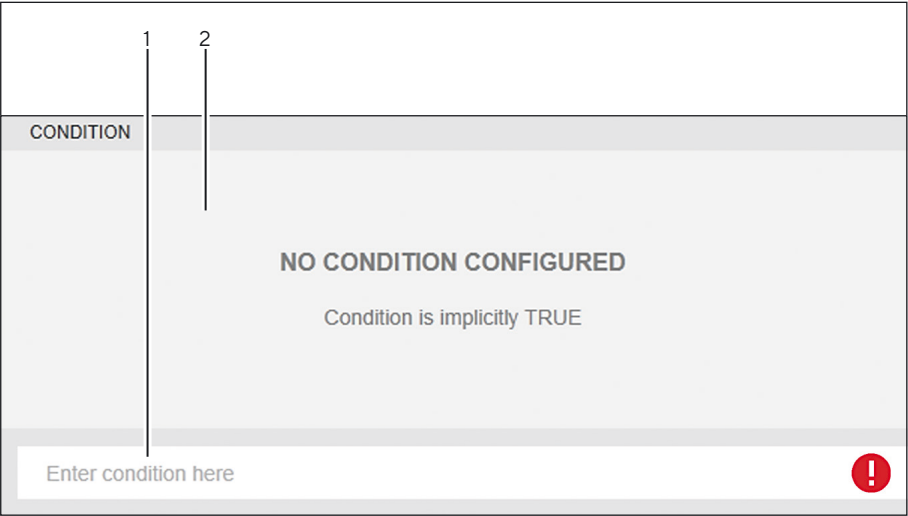 1 2
CONDITION
NO CONDITION CONFIGURED
Condition is implicitly TRUE
Enter condition here
!